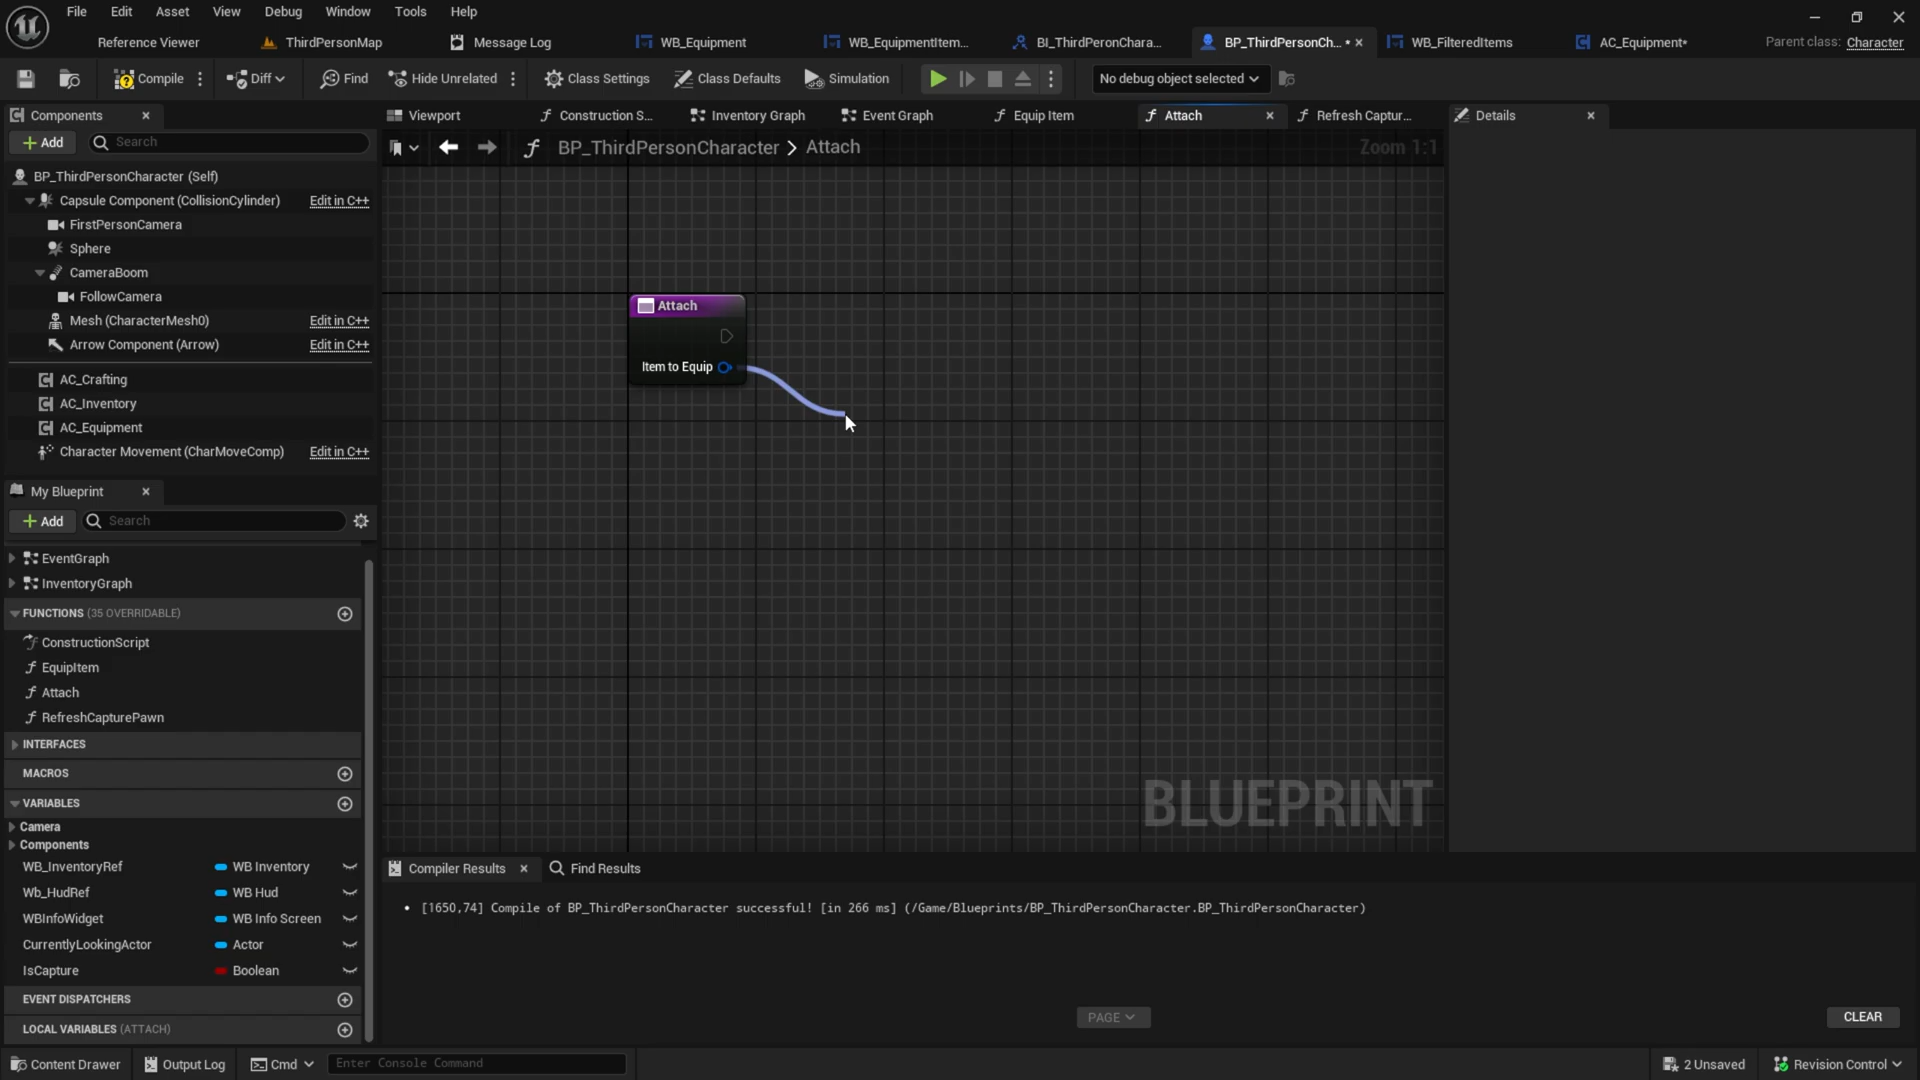 File Edit Asset View Debug Window Tools Help
Reference Viewer ThirdPersonMap Message Log WB_Equipment WB_EquipmentItem... BI_ThirdPeronChara... BP_ThirdPersonCh... • WB_FilteredItems AC_Equipment* Parent class: Character
Compile Diff Find Hide Unrelated Class Settings Class Defaults Simulation No debug object selected
Components
Add Search
Viewport Construction S... Inventory Graph Event Graph Equip Item Attach Refresh Captur... Details
BP_ThirdPersonCharacter > Attach Zoom 1:1
BP_ThirdPersonCharacter (Self)
Capsule Component (CollisionCylinder) Edit in C++
FirstPersonCamera
Sphere
CameraBoom
FollowCamera
Mesh (CharacterMesh0) Edit in C++
Arrow Component (Arrow) Edit in C++
AC_Crafting
AC_Inventory
AC_Equipment
Character Movement (CharMoveComp) Edit in C++
Attach
Item to Equip
BLUEPRINT
My Blueprint
Add Search
EventGraph
InventoryGraph
FUNCTIONS (35 OVERRIDABLE)
ConstructionScript
EquipItem
Attach
RefreshCapturePawn
INTERFACES
MACROS
VARIABLES
Camera
Components
WB_InventoryRef WB Inventory
Wb_HudRef WB Hud
WBInfoWidget WB Info Screen
CurrentlyLookingActor Actor
IsCapture Boolean
EVENT DISPATCHERS
LOCAL VARIABLES (ATTACH)
Compiler Results Find Results
• [1650,74] Compile of BP_ThirdPersonCharacter successful! [in 266 ms] (/Game/Blueprints/BP_ThirdPersonCharacter.BP_ThirdPersonCharacter)
PAGE CLEAR
Content Drawer Output Log Cmd Enter Console Command 2 Unsaved Revision Control